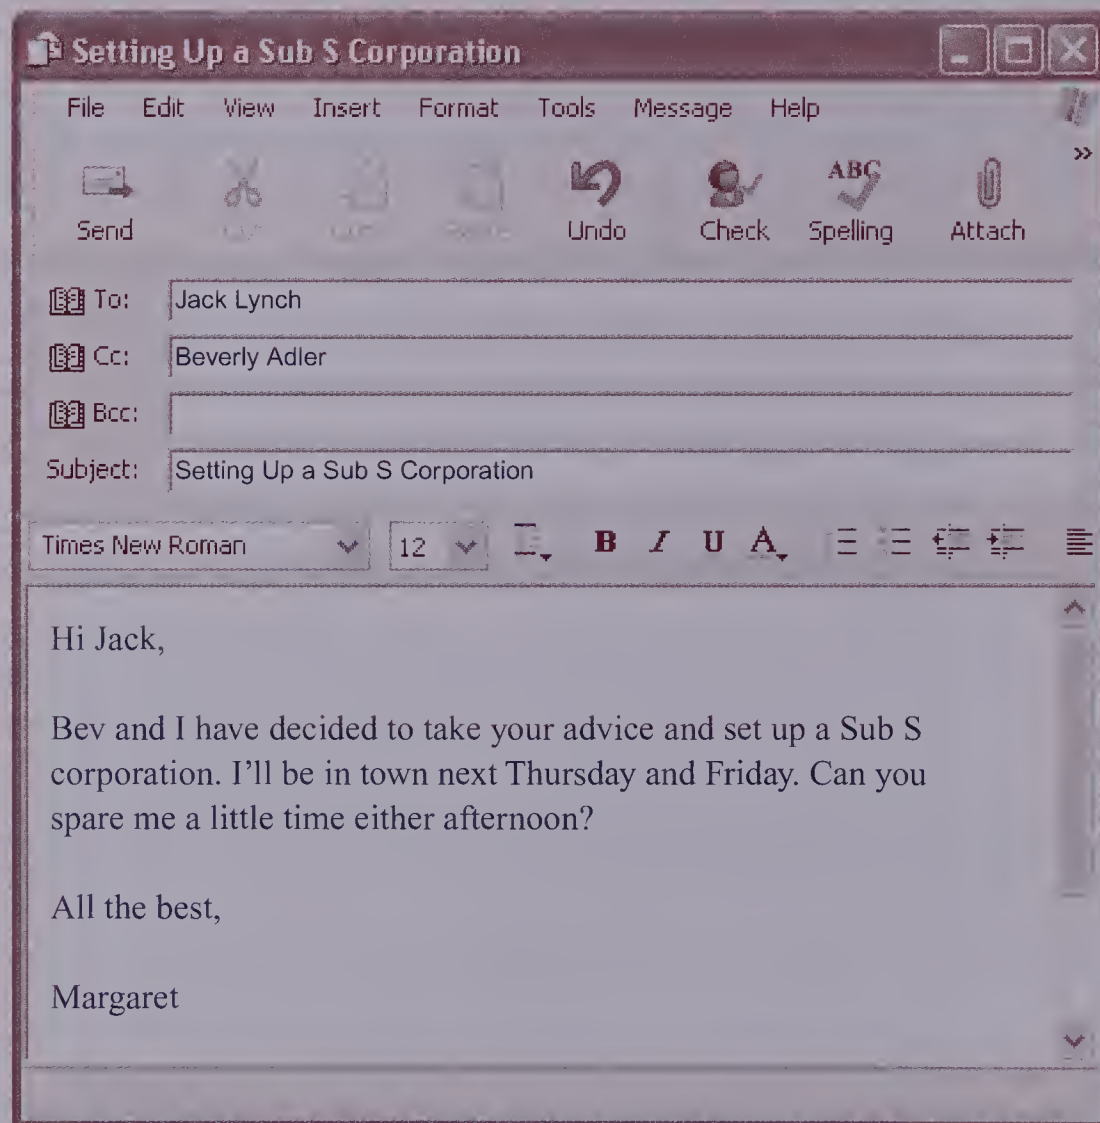 Setting Up a Sub S Corporation
File Edit View Insert Format Tools Message Help
ABC
Send Undo Check Spelling Attach
To: Jack Lynch
Cc: Beverly Adler
Bcc:
Subject: Setting Up a Sub S Corporation
Times New Roman 12 B I U A
Hi Jack,
Bev and I have decided to take your advice and set up a Sub S
corporation. I’ll be in town next Thursday and Friday. Can you
spare me a little time either afternoon?
All the best,
Margaret